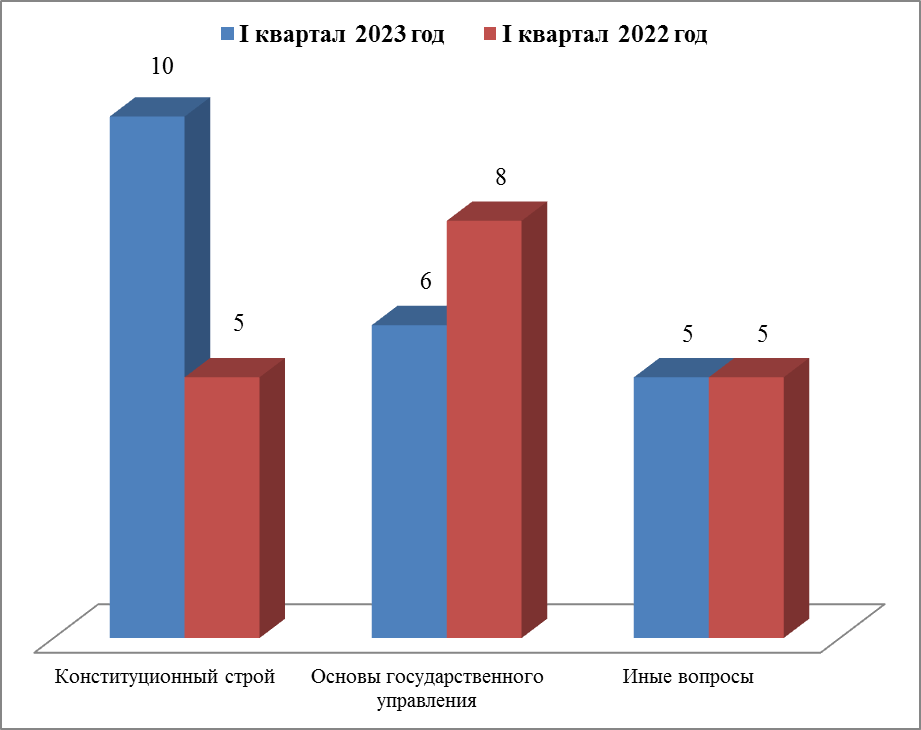 I квартал 2023 год
I квартал 2022 год
10
5
6
8
5
5
Конституционный строй
Основы государственного
управления
Иные вопросы